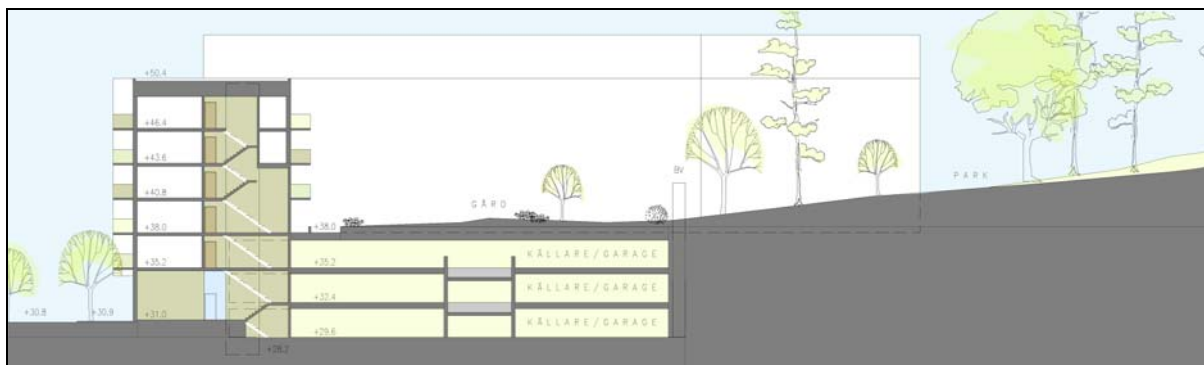 +50.4
+46.4
+43.6
+40.8
+38.0
+35.2
+31.0
+30.8
+30.9
GÅRD
+38.0
BV
PARK
KÄLLARE/GARAGE
+35.2
KÄLLARE/GARAGE
+32.4
KÄLLARE/GARAGE
+29.6
+28.2